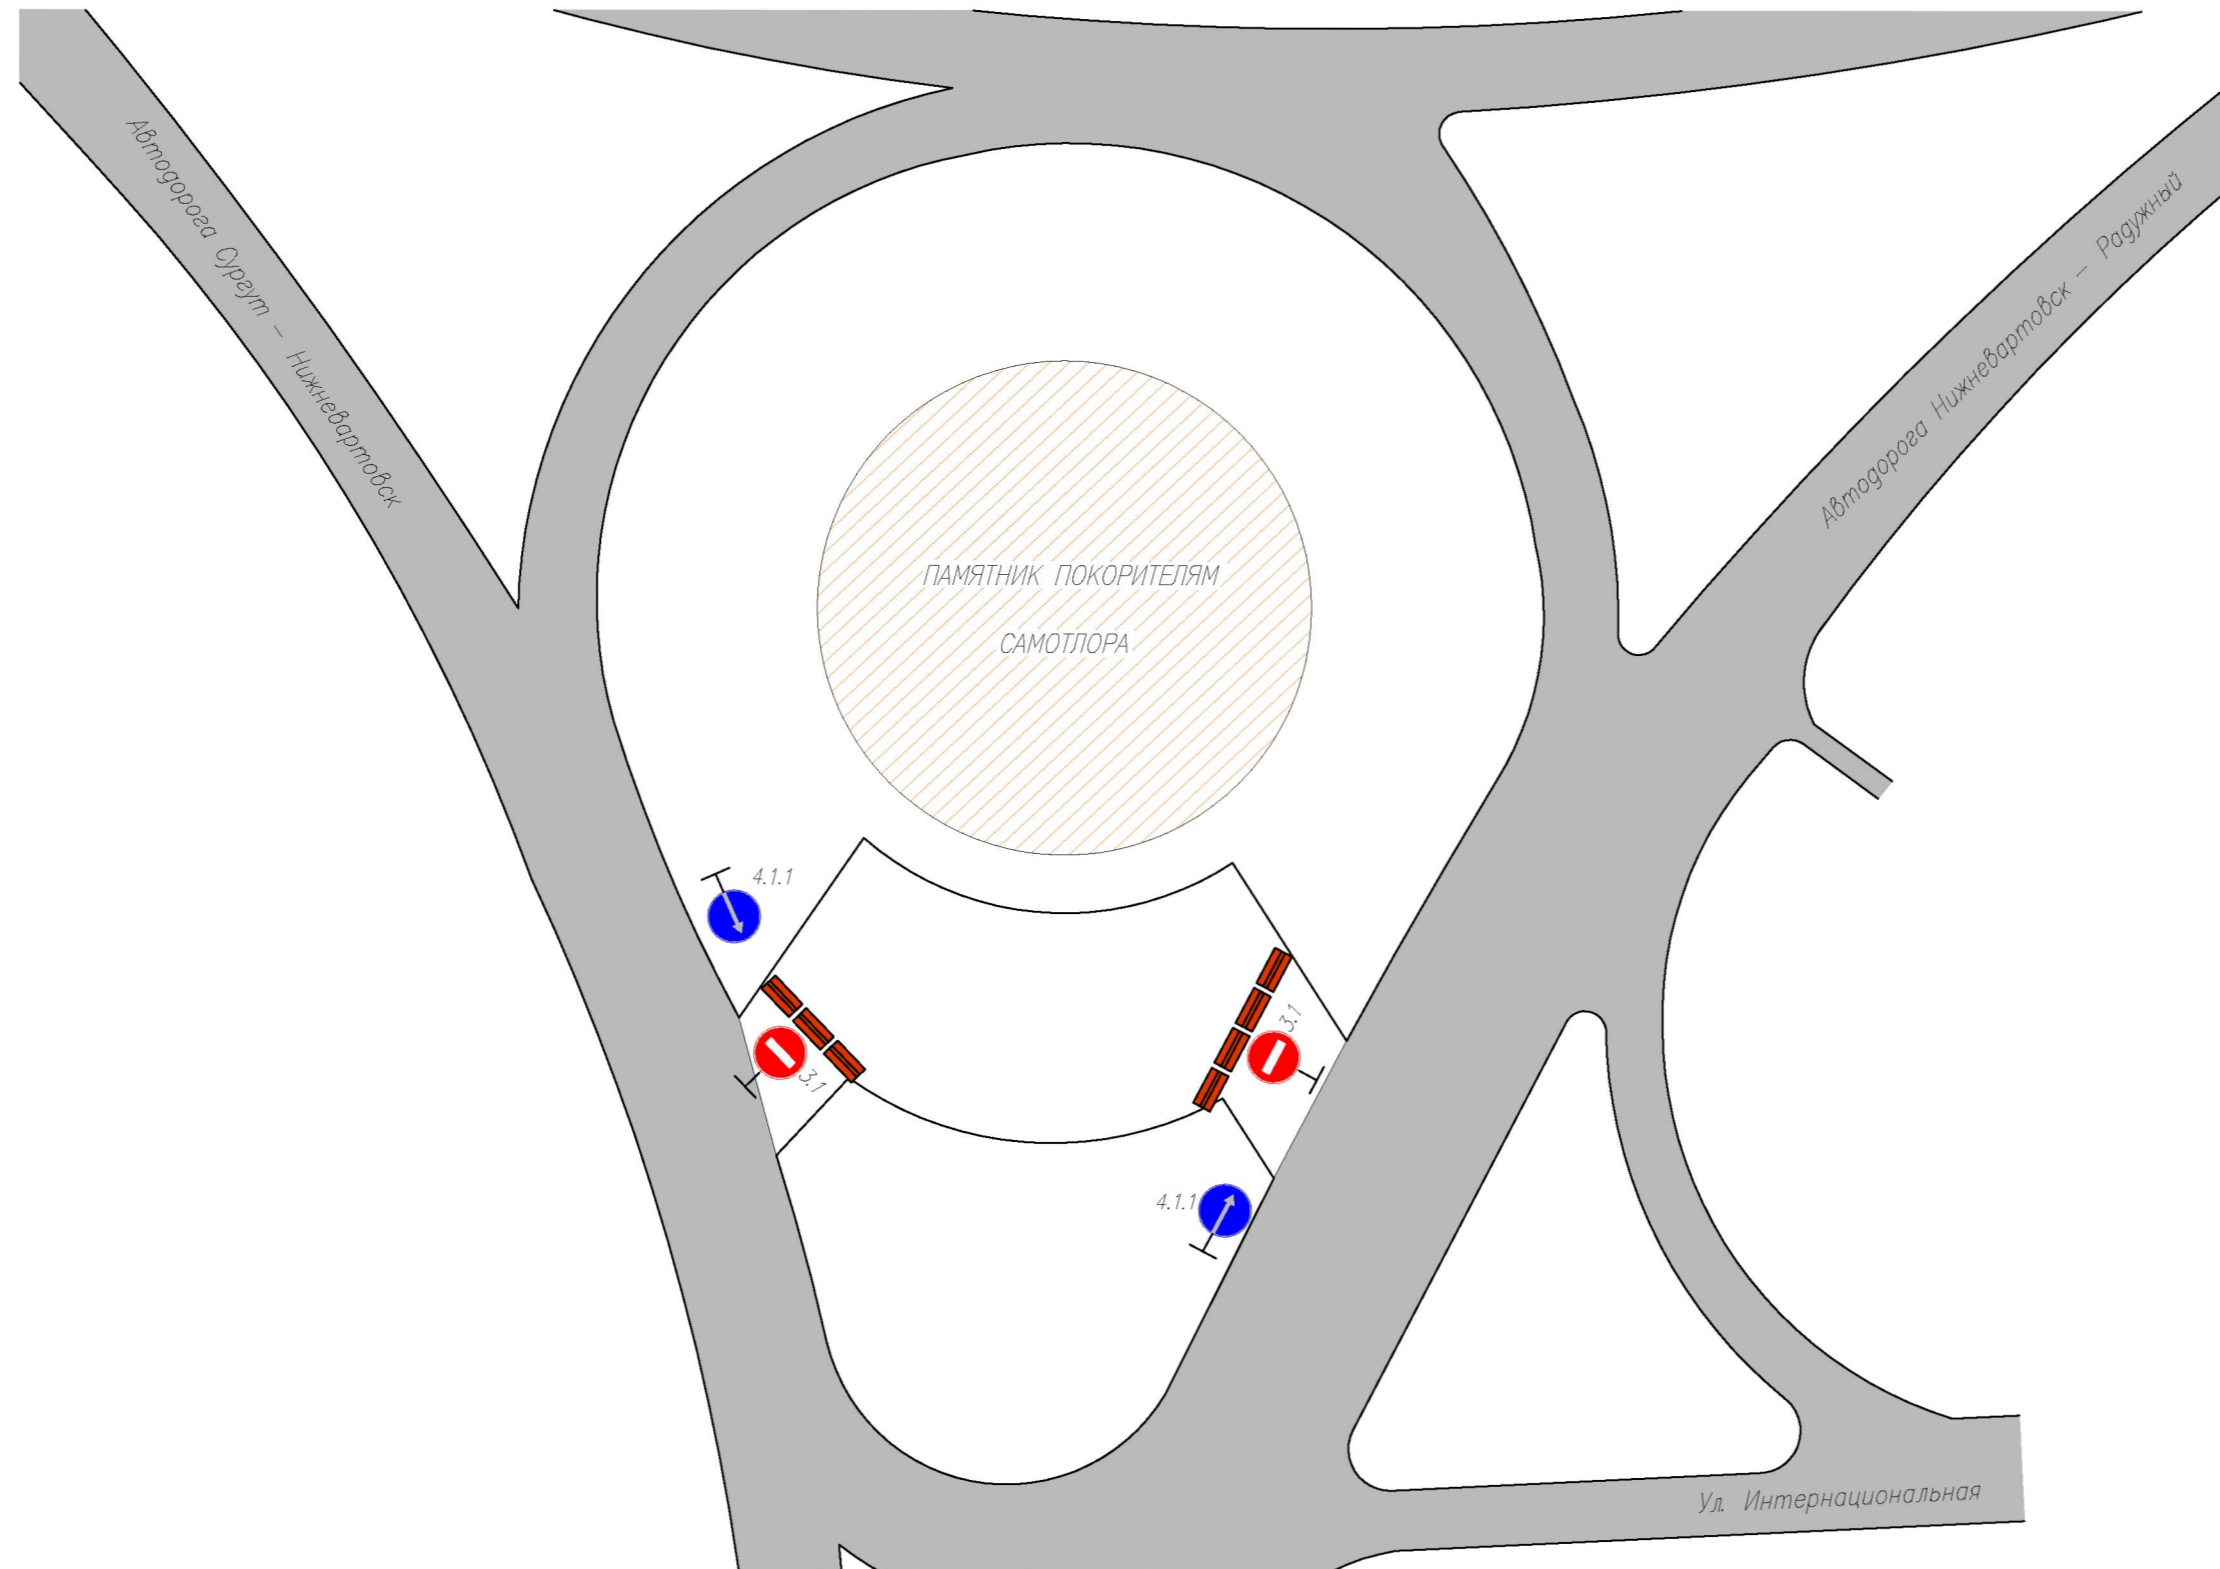 Автодорога Сургут – Нижневартовск
Автодорога Нижневартовск – Радужный
ПАМЯТНИК ПОКОРИТЕЛЯМ
САМОТЛОРА
4.1.1
3.1
3.1
4.1.1
Ул. Интернациональная